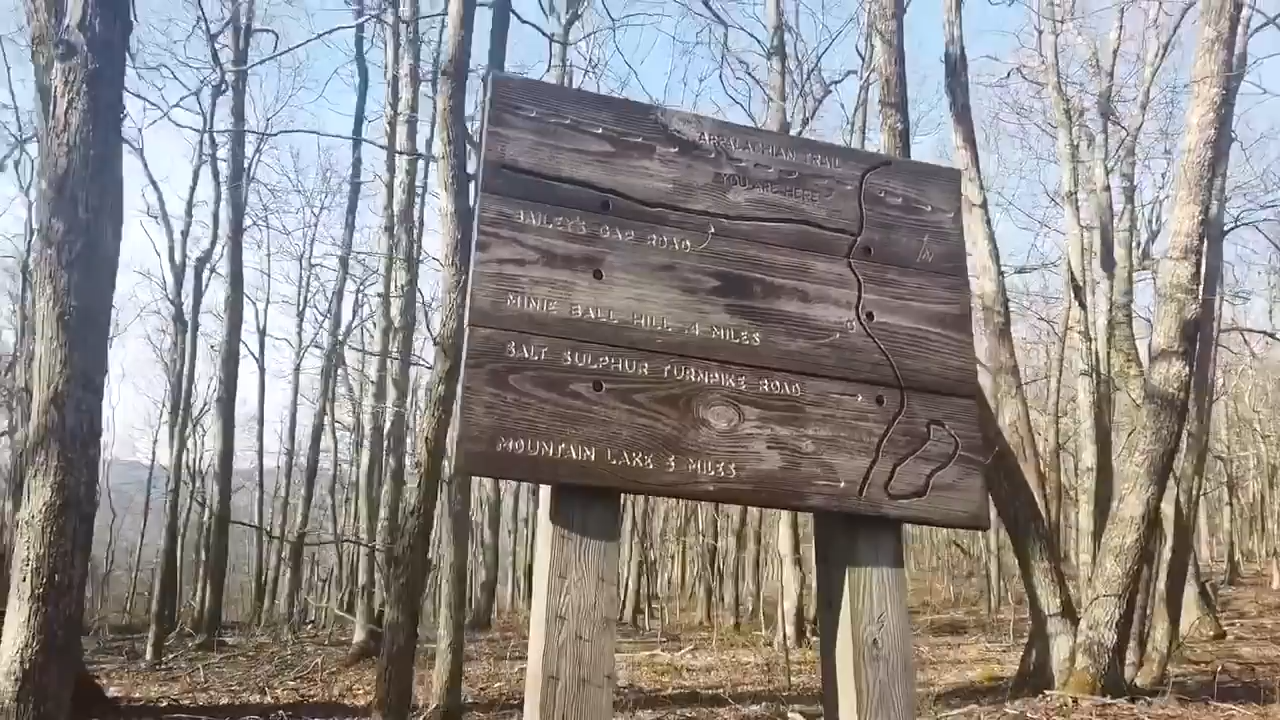 APPALACHIAN TRAIL
YOU ARE HERE
N
BAILEY'S GAP ROAD
MINIE BALL HILL .4 MILES
SALT SULPHUR TURNPIKE ROAD
MOUNTAIN LAKE 5 MILES